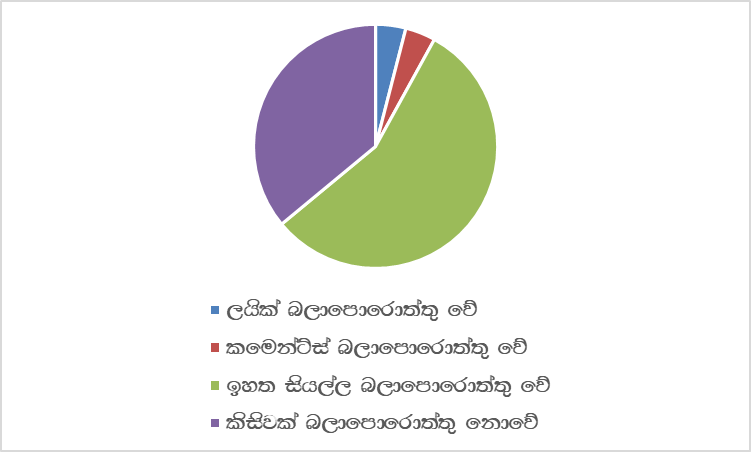 ලයික් බලාපොරොත්තු වේ
කමෙන්ට්ස් බලාපොරොත්තු වේ
ඉහත සියල්ල බලාපොරොත්තු වේ
කිසිවක් බලාපොරොත්තු නොවේ